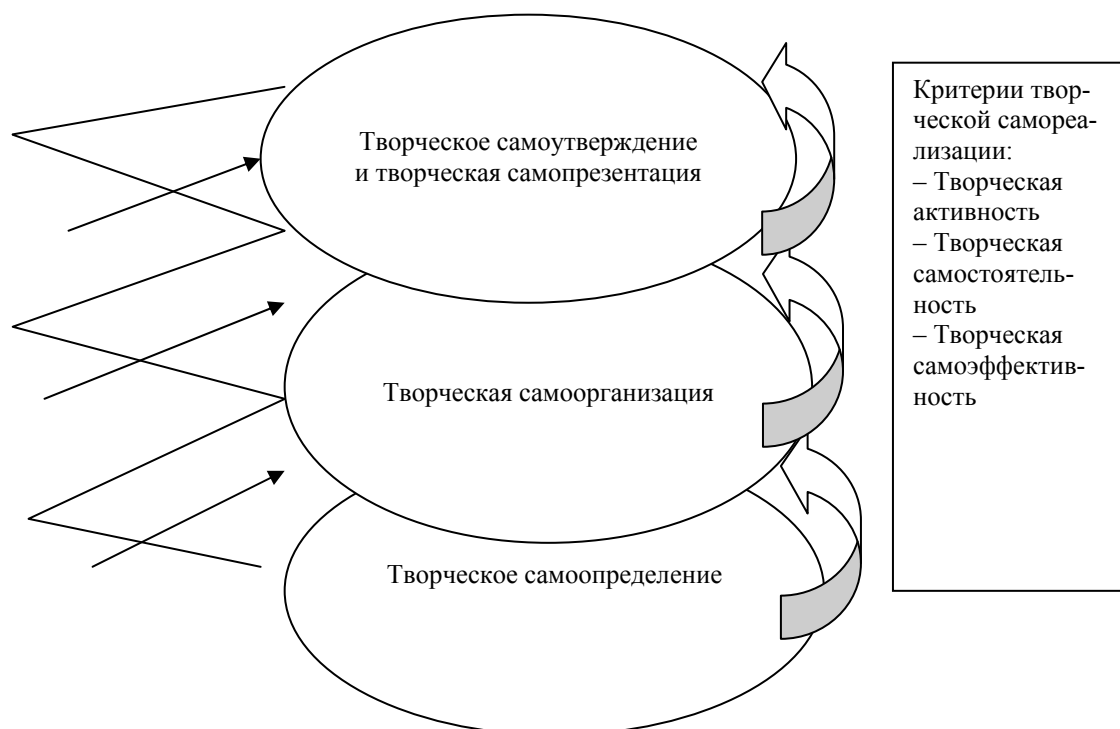 Творческое самоутверждение
и творческая самопрезентация
Творческая самоорганизация
Творческое самоопределение
Критерии твор-
ческой самореа-
лизации:
– Творческая
активность
– Творческая
самостоятель-
ность
– Творческая
самоэффектив-
ность